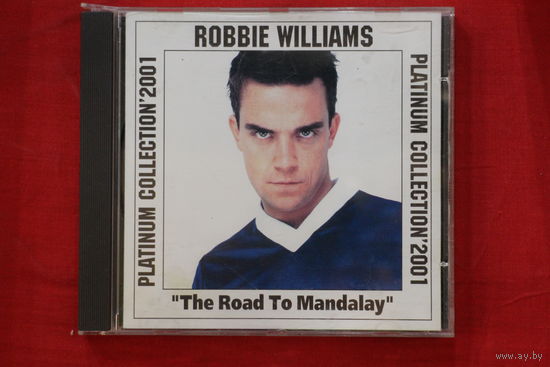 ROBBIE WILLIAMS
PLATINUM COLLECTION'2001
PLATINUM COLLECTION'2001
"The Road To Mandalay"
www.ay.by